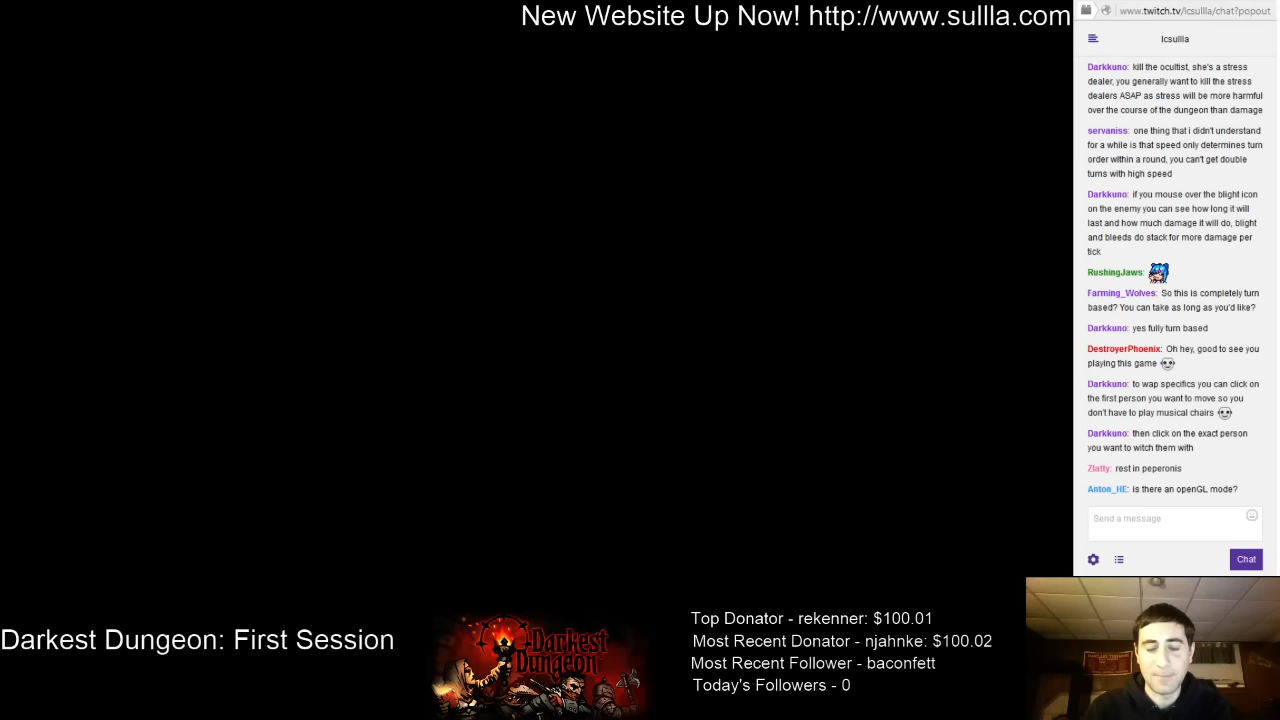 New Website Up Now! http://www.sullla.com
www.twitch.tv/icsullla/chat?popout
Icsullla
Darkkuno: kill the ocultist, she's a stress
dealer, you generally want to kill the stress
dealers ASAP as stress will be more harmful
over the course of the dungeon than damage
servaniss: one thing that i didn't understand
for a while is that speed only determines turn
order within a round, you can't get double
turns with high speed
Darkkuno: if you mouse over the blight icon
on the enemy you can see how long it will
last and how much damage it will do, blight
and bleeds do stack for more damage per
tick
RushingJaws:
Farming_Wolves: So this is completely turn
based? You can take as long as you'd like?
Darkkuno: yes fully turn based
DestroyerPhoenix: Oh hey, good to see you
playing this game
Darkkuno: to wap specifics you can click on
the first person you want to move so you
don't have to play musical chairs
Darkkuno: then click on the exact person
you want to witch them with
Zlatty: rest in peperonis
Anton_HE: is there an openGL mode?
Send a message
Chat
Darkest Dungeon: First Session
Darkest
Dungeon
Top Donator - rekenner: $100.01
Most Recent Donator - njahnke: $100.02
Most Recent Follower - baconfett
Today's Followers - 0